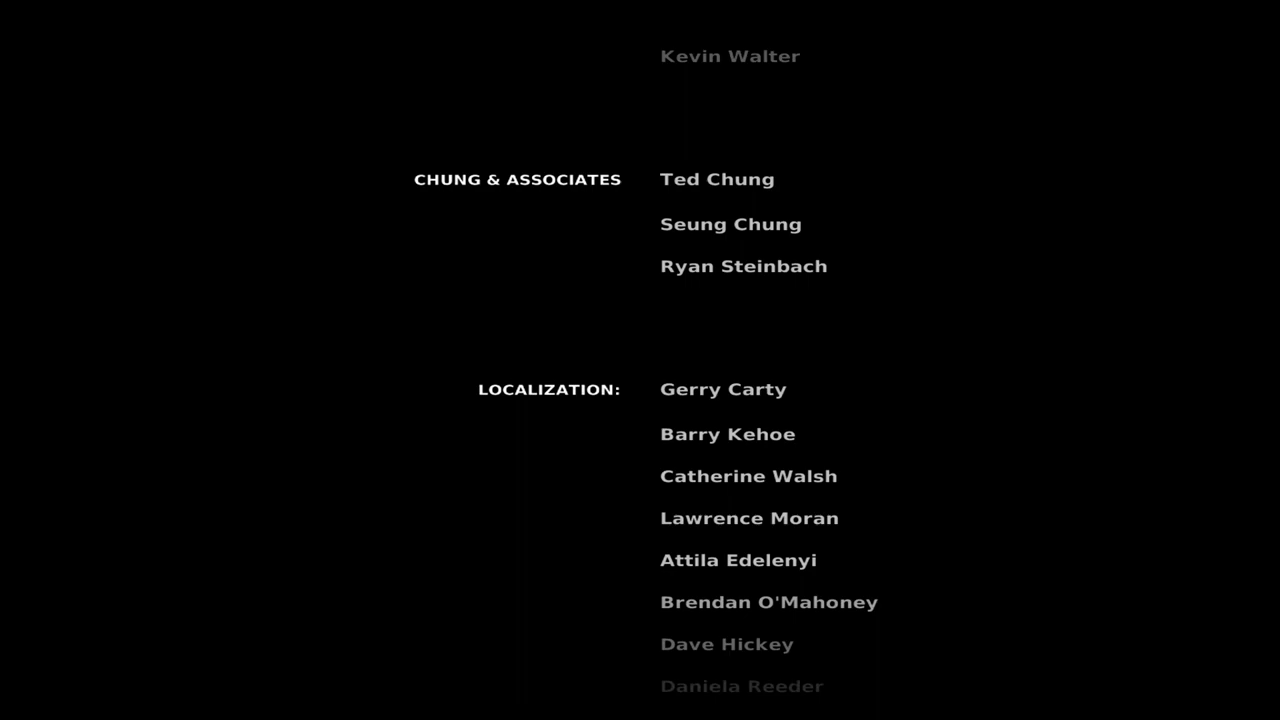 Kevin Walter
CHUNG & ASSOCIATES Ted Chung
Seung Chung
Ryan Steinbach
LOCALIZATION: Gerry Carty
Barry Kehoe
Catherine Walsh
Lawrence Moran
Attila Edelenyi
Brendan O'Mahoney
Dave Hickey
Daniela Reeder